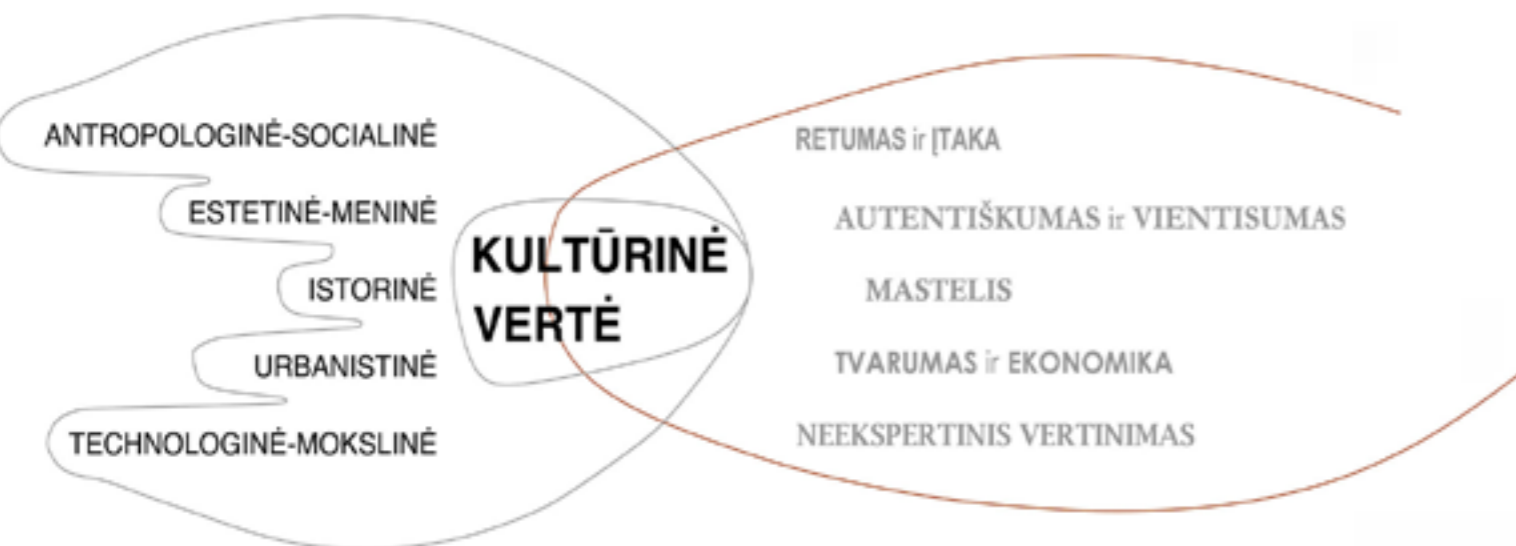 ANTROPOLOGINĖ-SOCIALINĖ
ESTETINĖ-MENINĖ
ISTORINĖ
URBANISTINĖ
TECHNOLOGINĖ-MOKSLINĖ
KULTŪRINĖ
VERTĖ
RETUMAS ir ĮTAKA
AUTENTIŠKUMAS ir VIENTISUMAS
MASTELIS
TVARUMAS ir EKONOMIKA
NEEKSPERTINIS VERTINIMAS